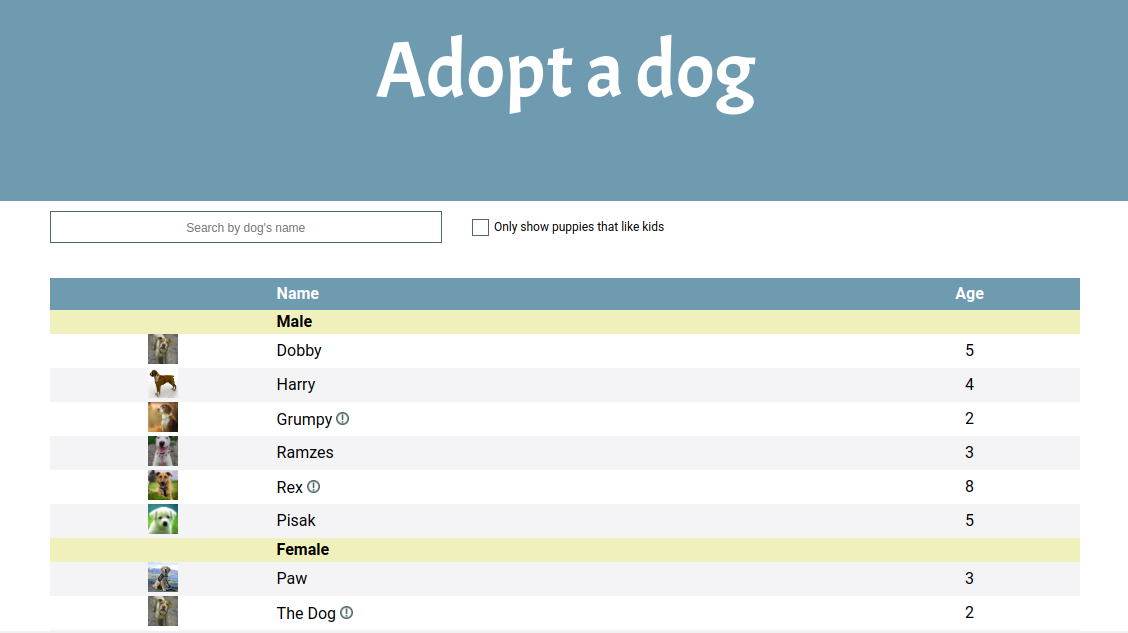 Adopt a dog
Search by dog's name
Only show puppies that like kids
Name Age
Male
Dobby 5
Harry 4
Grumpy 2
Ramzes 3
Rex 8
Pisak 5
Female
Paw 3
The Dog 2